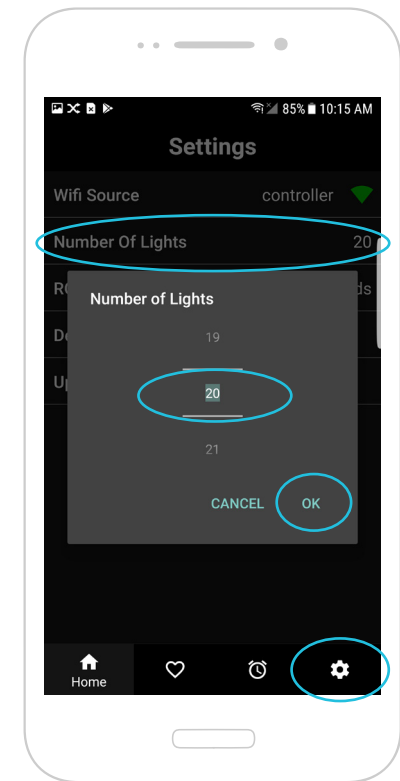 85% 10:15 AM
Settings
Wifi Source controller
Number Of Lights 20
Number of Lights
19
20
21
CANCEL OK
Home